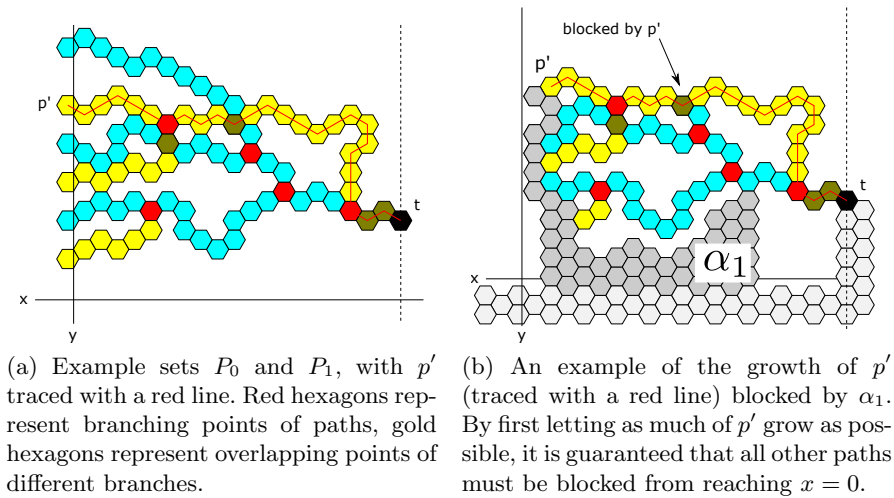 p'
t
x
y
blocked by p'
p'
t
α₁
x
y
(a) Example sets P₀ and P₁, with p′
traced with a red line. Red hexagons rep-
resent branching points of paths, gold
hexagons represent overlapping points of
different branches.
(b) An example of the growth of p′
(traced with a red line) blocked by α₁.
By first letting as much of p′ grow as pos-
sible, it is guaranteed that all other paths
must be blocked from reaching x = 0.